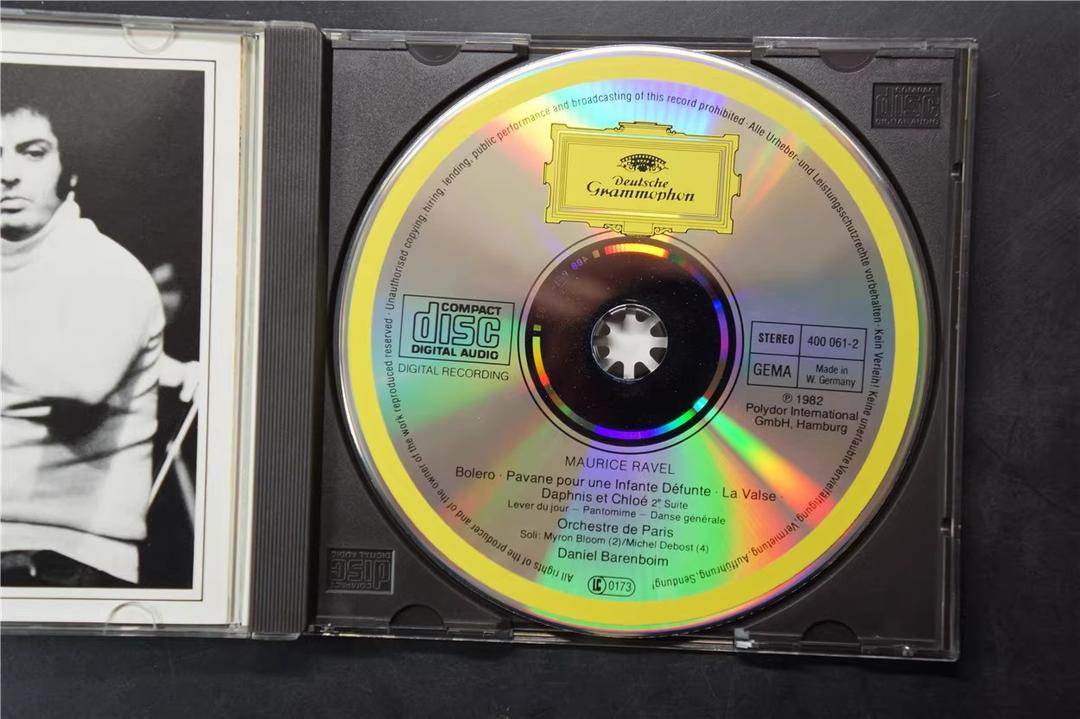 COMPACT
disc
DIGITAL AUDIO
Unauthorised copying, hiring, lending, public performance and broadcasting of this record prohibited · Alle Urheber- und Leistungsschutzrechte vorbehalten · Kein Verleih! Keine unerlaubte Vervielfältigung, Vermietung, Aufführung, Sendung!
All rights of the producer and of the owner of the work reproduced reserved ·
Deutsche
Grammophon
COMPACT
disc
DIGITAL AUDIO
DIGITAL RECORDING
STEREO
400 061-2
GEMA
Made in
W. Germany
℗ 1982
Polydor International
GmbH, Hamburg
MAURICE RAVEL
Bolero · Pavane pour une Infante Défunte · La Valse ·
Daphnis et Chloé 2e Suite
Lever du jour – Pantomime – Danse générale
Orchestre de Paris
Soli: Myron Bloom (2)/Michel Debost (4)
Daniel Barenboim
LC 0173
COMPACT
disc
DIGITAL AUDIO